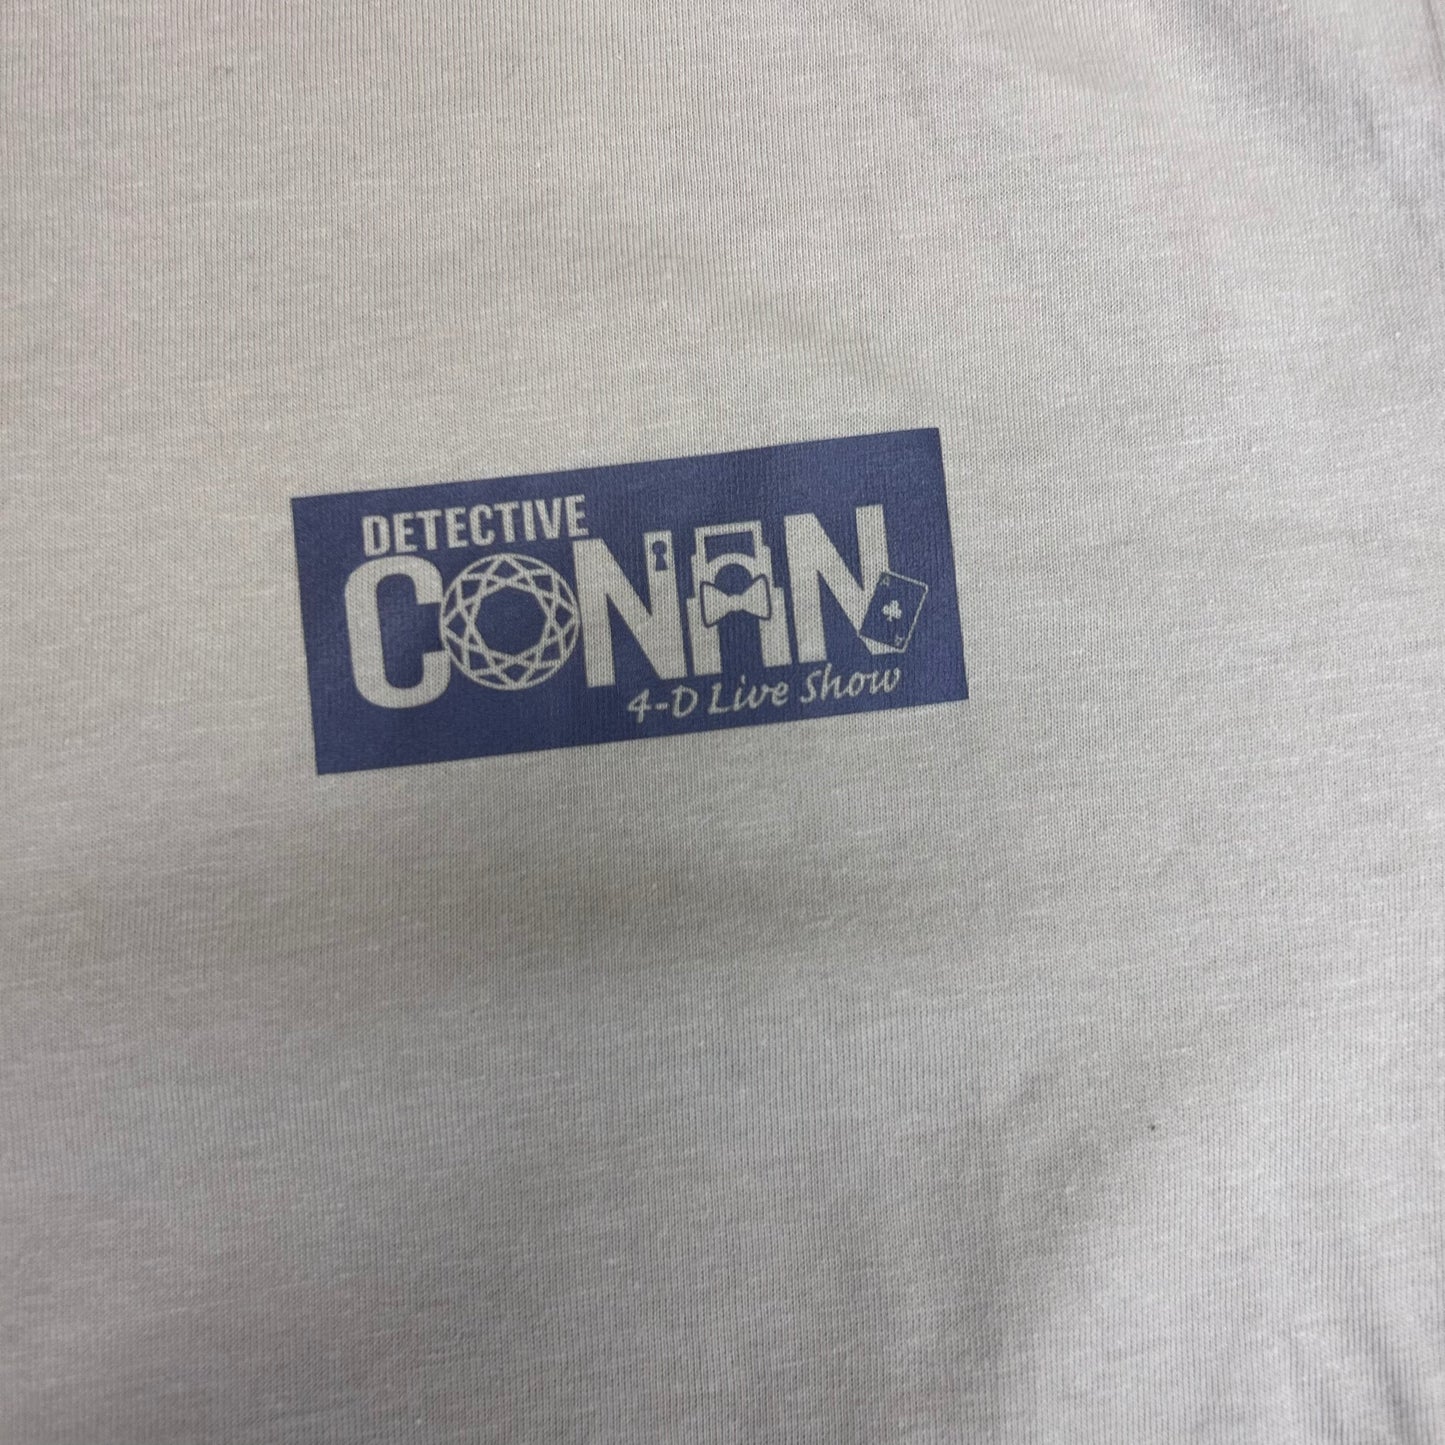 DETECTIVE
CONAN
4-D Live Show